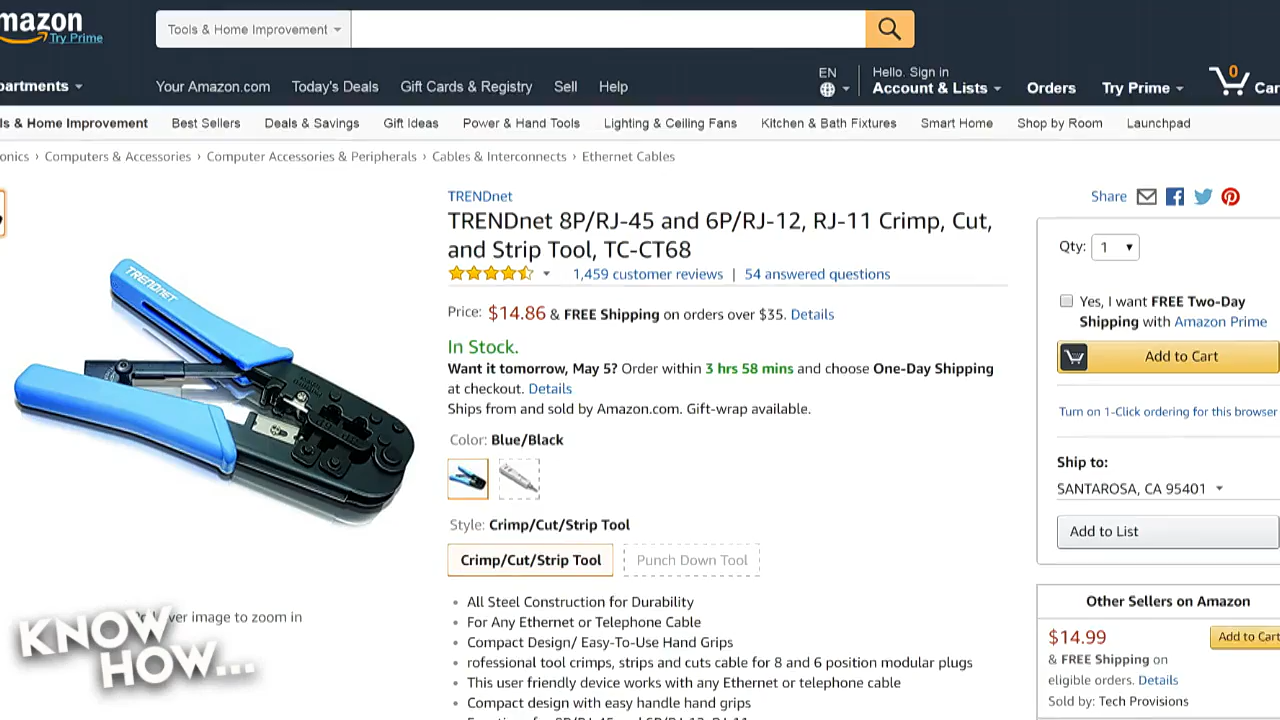 mazon
Try Prime
Tools & Home Improvement
partments
Your Amazon.com
Today's Deals
Gift Cards & Registry
Sell
Help
EN
Hello. Sign in
Account & Lists
Orders
Try Prime
0
Car
ls & Home Improvement
Best Sellers
Deals & Savings
Gift Ideas
Power & Hand Tools
Lighting & Ceiling Fans
Kitchen & Bath Fixtures
Smart Home
Shop by Room
Launchpad
onics › Computers & Accessories › Computer Accessories & Peripherals › Cables & Interconnects › Ethernet Cables
TRENDnet
TRENDnet
TRENDnet 8P/RJ-45 and 6P/RJ-12, RJ-11 Crimp, Cut,
and Strip Tool, TC-CT68
1,459 customer reviews | 54 answered questions
Price: $14.86 & FREE Shipping on orders over $35. Details
In Stock.
Want it tomorrow, May 5? Order within 3 hrs 58 mins and choose One-Day Shipping
at checkout. Details
Ships from and sold by Amazon.com. Gift-wrap available.
Color: Blue/Black
Style: Crimp/Cut/Strip Tool
Crimp/Cut/Strip Tool
Punch Down Tool
• All Steel Construction for Durability
• For Any Ethernet or Telephone Cable
• Compact Design/ Easy-To-Use Hand Grips
• rofessional tool crimps, strips and cuts cable for 8 and 6 position modular plugs
• This user friendly device works with any Ethernet or telephone cable
• Compact design with easy handle hand grips
Share
Qty: 1
Yes, I want FREE Two-Day
Shipping with Amazon Prime
Add to Cart
Turn on 1-Click ordering for this browser
Ship to:
SANTAROSA, CA 95401
Add to List
Other Sellers on Amazon
$14.99
Add to Cart
& FREE Shipping on
eligible orders. Details
Sold by: Tech Provisions
ver image to zoom in
KNOW
HOW...